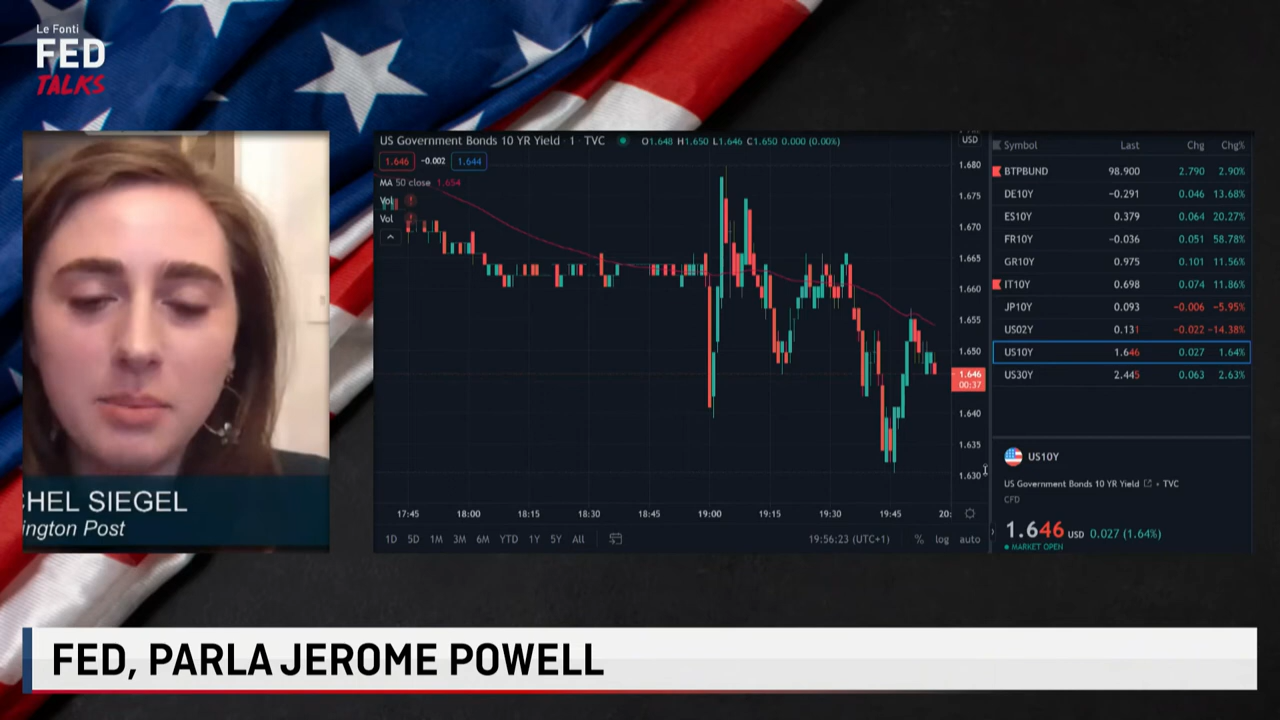 Le Fonti
FED
TALKS
CHEL SIEGEL
ington Post
US Government Bonds 10 YR Yield · 1 · TVC O1.648 H1.650 L1.646 C1.650 0.000 (0.00%)
1.646 -0.002 1.644
MA 50 close 1.654
Vol
Vol
USD
1.680
1.675
1.670
1.665
1.660
1.655
1.650
1.646
00:37
1.640
1.635
1.630
17:45 18:00 18:15 18:30 18:45 19:00 19:15 19:30 19:45 20:
1D 5D 1M 3M 6M YTD 1Y 5Y All 19:56:23 (UTC+1) % log auto
Symbol Last Chg Chg%
BTPBUND 98.900 2.790 2.90%
DE10Y -0.291 0.046 13.68%
ES10Y 0.379 0.064 20.27%
FR10Y -0.036 0.051 58.78%
GR10Y 0.975 0.101 11.56%
IT10Y 0.698 0.074 11.86%
JP10Y 0.093 -0.006 -5.95%
US02Y 0.131 -0.022 -14.38%
US10Y 1.646 0.027 1.64%
US30Y 2.445 0.063 2.63%
US10Y
US Government Bonds 10 YR Yield · TVC
CFD
1.646 USD 0.027 (1.64%)
MARKET OPEN
FED, PARLA JEROME POWELL